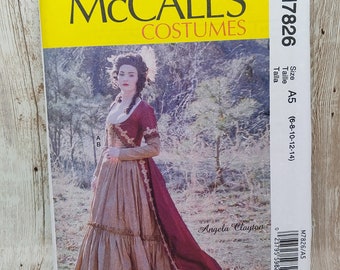 McCALL'S
COSTUMES
A
B
Angela Clayton
M7826
Size
Taille
Talla
A5
(6-8-10-12-14)
M7826/A5